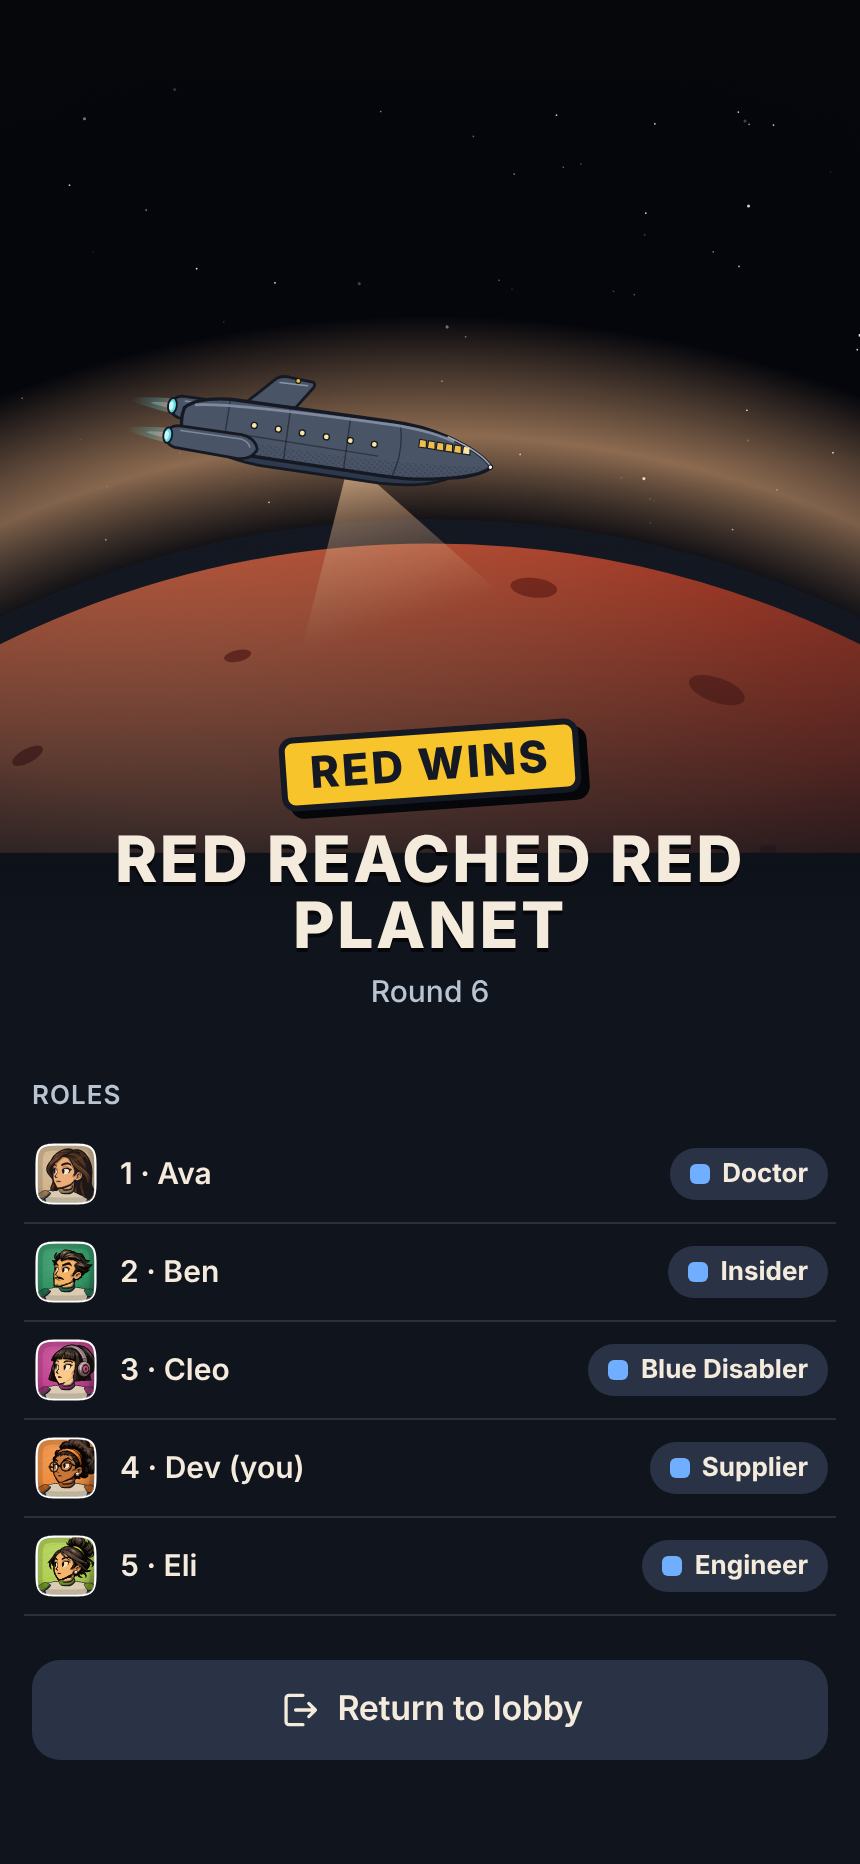 RED WINS
RED REACHED RED
PLANET
Round 6
ROLES
1 · Ava
Doctor
2 · Ben
Insider
3 · Cleo
Blue Disabler
4 · Dev (you)
Supplier
5 · Eli
Engineer
Return to lobby